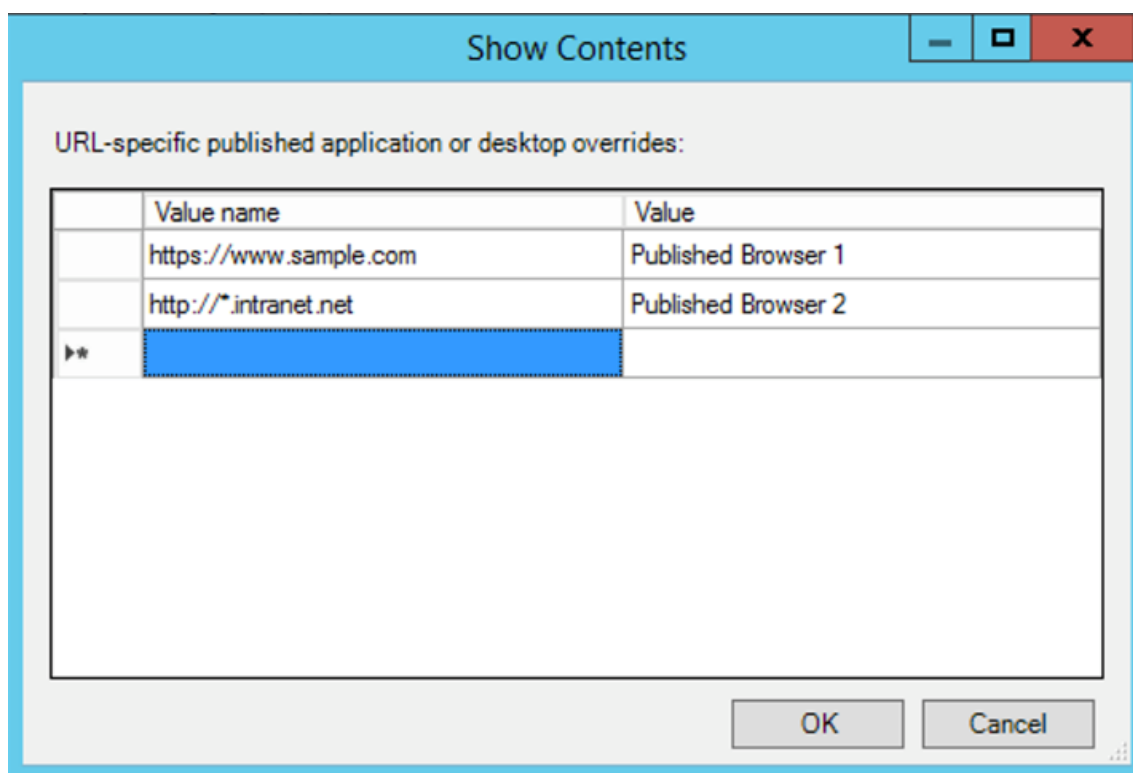 Show Contents
URL-specific published application or desktop overrides:
Value name Value
https://www.sample.com Published Browser 1
http://*.intranet.net Published Browser 2
OK Cancel